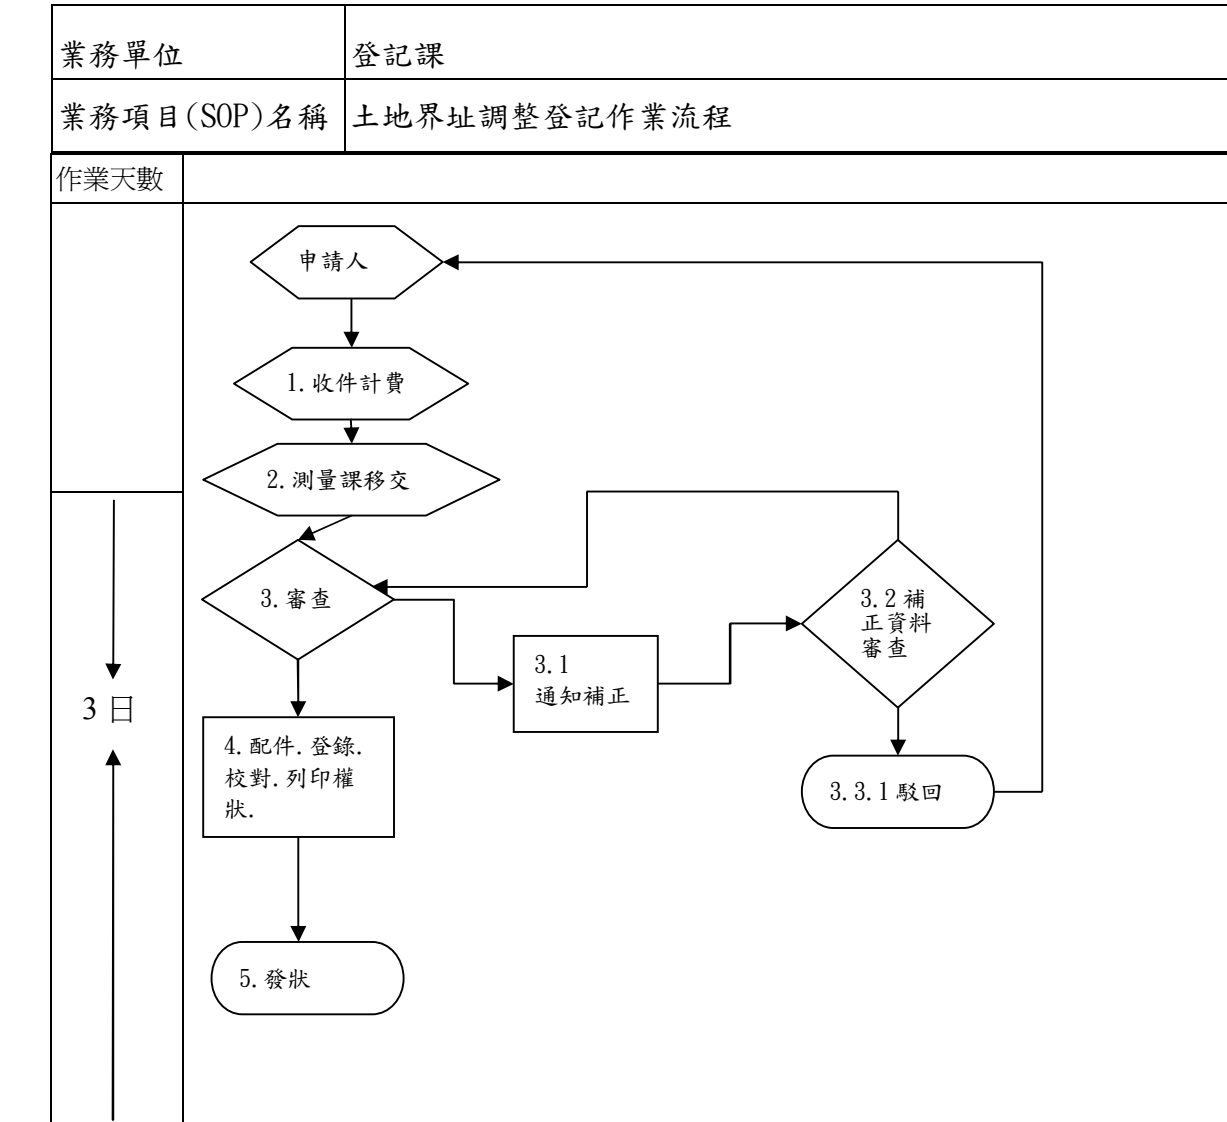 業務單位
登記課
業務項目(SOP)名稱
土地界址調整登記作業流程
作業天數
申請人
1.收件計費
2.測量課移交
3.審查
3.1
通知補正
3.2補
正資料
審查
3日
4.配件.登錄.
校對.列印權
狀.
3.3.1駁回
5.發狀